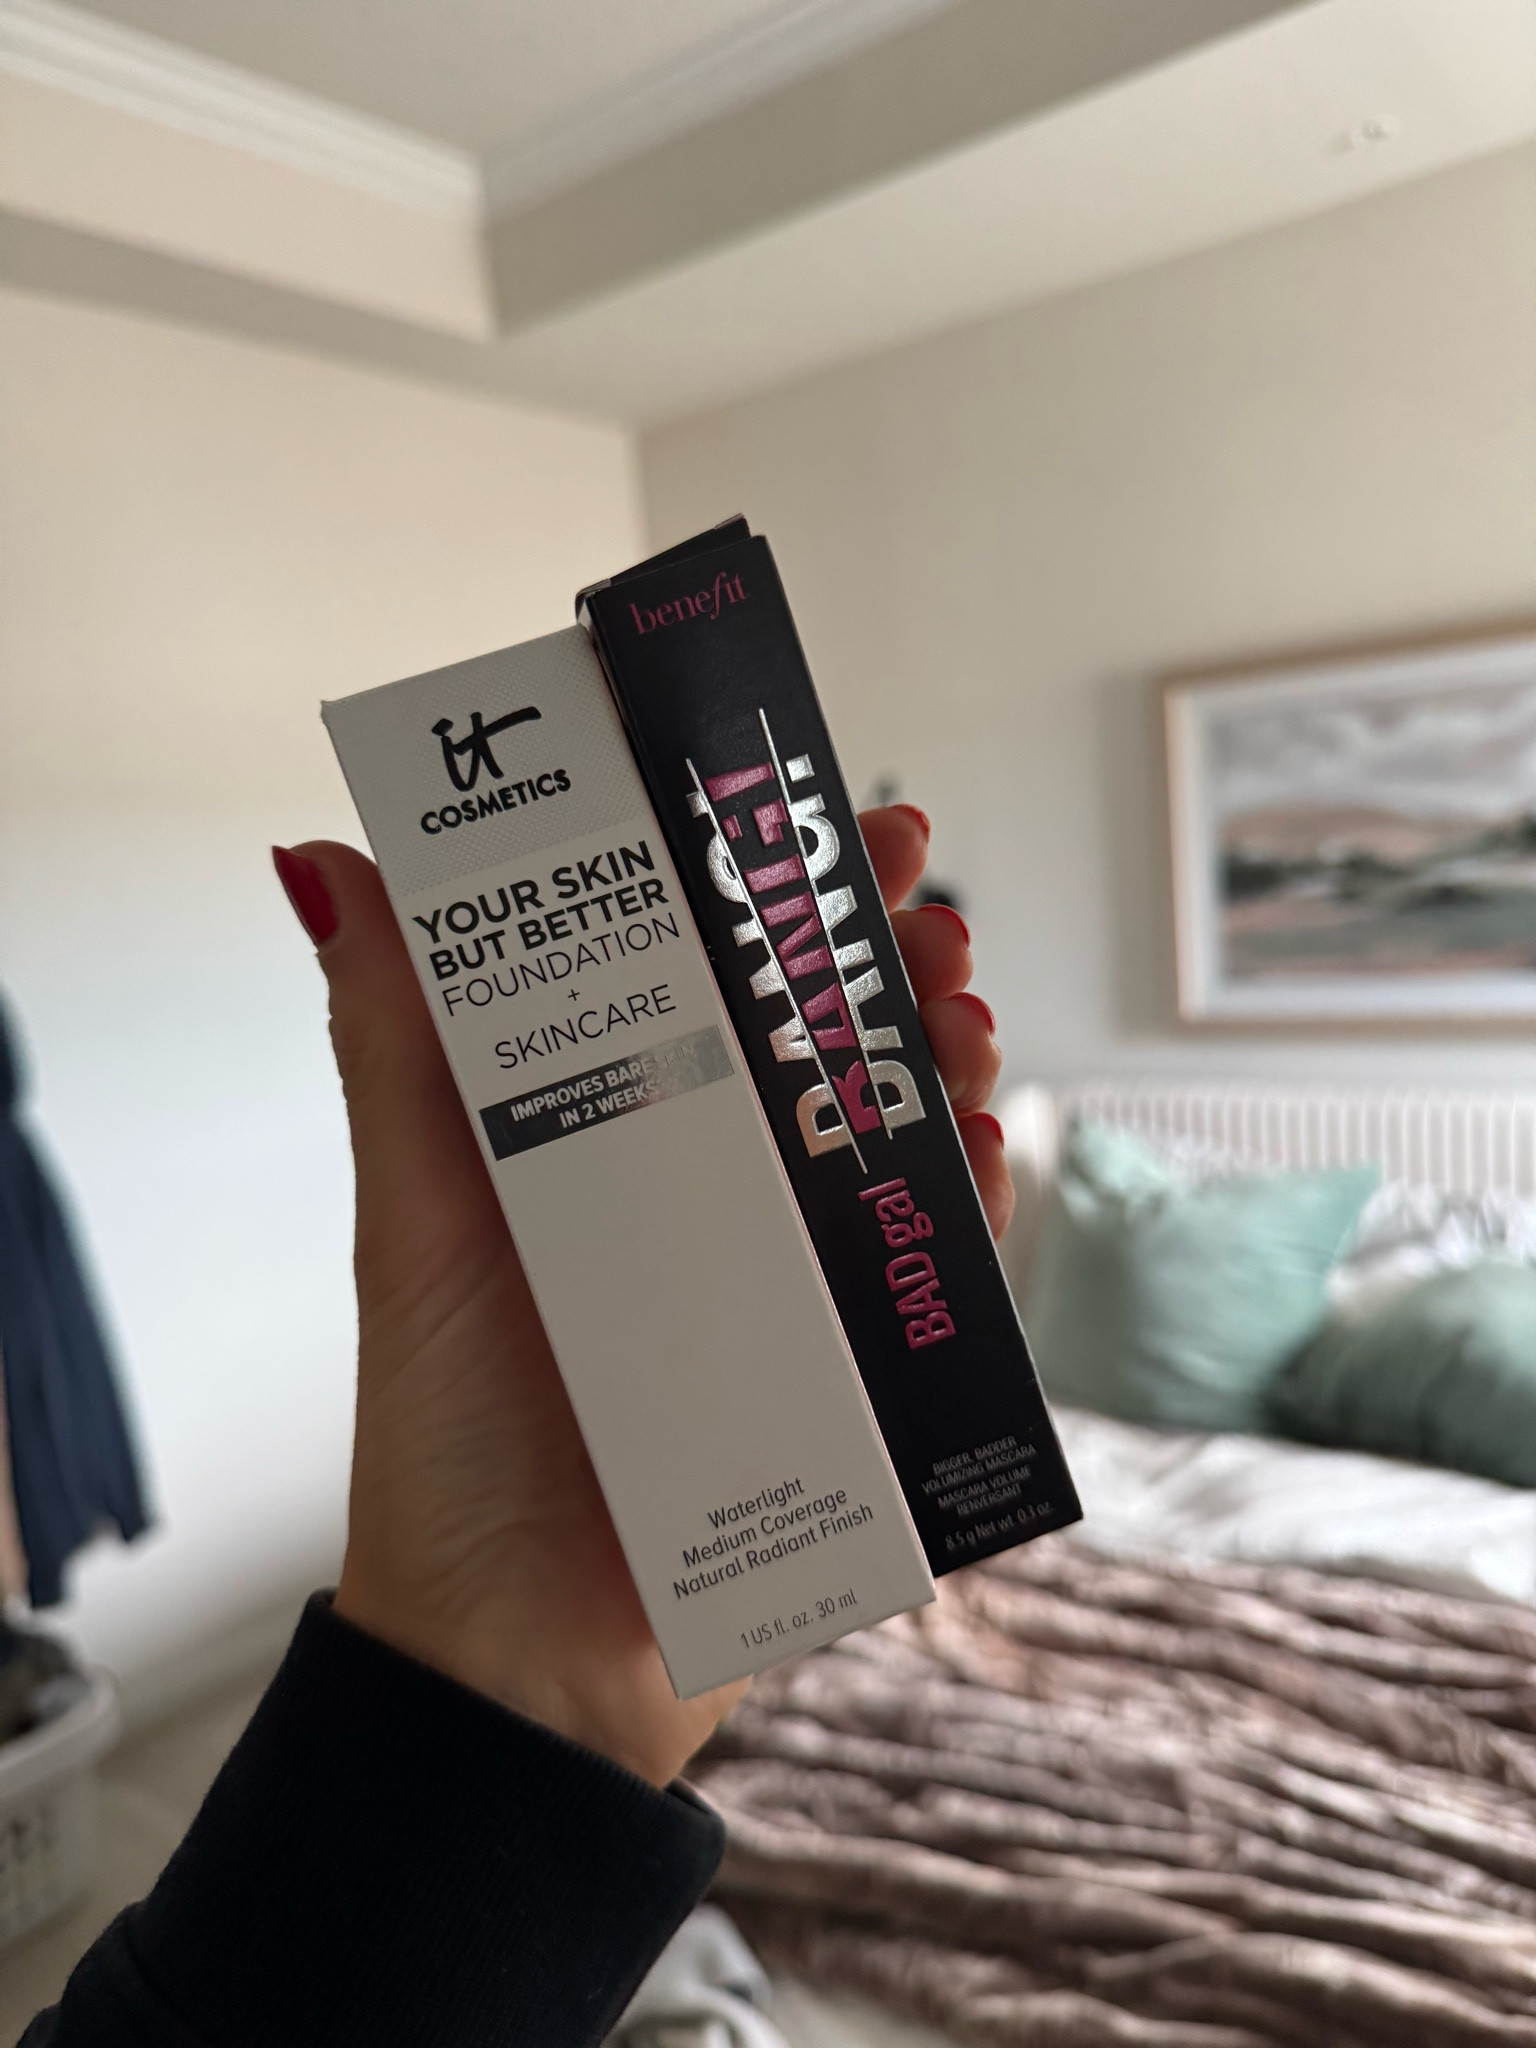 it
COSMETICS
YOUR SKIN
BUT BETTER
FOUNDATION
+
SKINCARE
IMPROVES BARE SKIN
IN 2 WEEKS
Waterlight
Medium Coverage
Natural Radiant Finish
1 US fl. oz. 30 ml
benefit
BAD gal
BANG!
BIGGER, BADDER
VOLUMIZING MASCARA
MASCARA VOLUME
RENVERSANT
8.5 g Net wt. 0.3 oz.